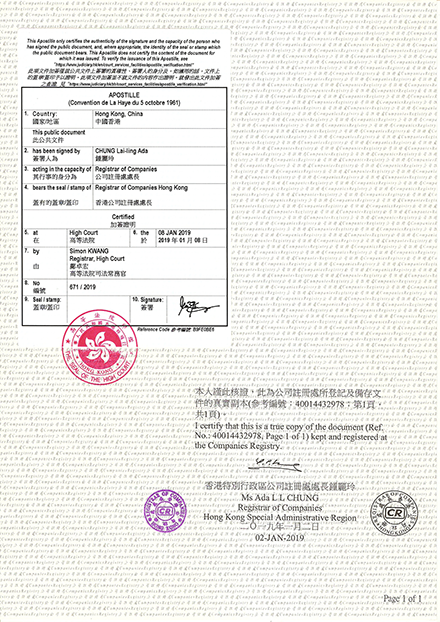 This Apostille only certifies the authenticity of the signature and the capacity of the person who
has signed the public document, and, where appropriate, the identity of the seal or stamp which
the public document bears. This Apostille does not certify the content of the document for
which it was issued. To verify the issuance of this Apostille, see
APOSTILLE
(Convention de La Haye du 5 octobre 1961)
1. Country: Hong Kong, China
國家/地區 中國香港
This public document
此公共文件
2. has been signed by CHUNG Lai-ling Ada
簽署人為 鍾麗玲
3. acting in the capacity of Registrar of Companies
其行事的身分為 公司註冊處處長
4. bears the seal / stamp of Registrar of Companies Hong Kong
蓋有的蓋章/蓋印 香港公司註冊處處長
Certified
加簽證明
5. at High Court 6. the 08 JAN 2019
在 高等法院 於 2019 年 01 月 08 日
7. by Simon KWANG
Registrar, High Court
由 鄺卓宏
高等法院司法常務官
8. No
編號 671 / 2019
9. Seal / stamp: 10. Signature:
蓋章/蓋印 簽署
Reference Code 參考編號
THE SEAL OF THE HIGH COURT
HONG KONG
本人謹此核證，此為公司註冊處所登記及備存文
件的真實副本(參考編號：40014432978：第1頁，
共1頁)。
I certify that this is a true copy of the document (Ref.
No.: 40014432978, Page 1 of 1) kept and registered at
the Companies Registry.
香港特別行政區公司註冊處處長鍾麗玲
Ms Ada L L CHUNG
Registrar of Companies
Hong Kong Special Administrative Region
二〇一九年一月二日
02-JAN-2019
CR
CR
Page 1 of 1